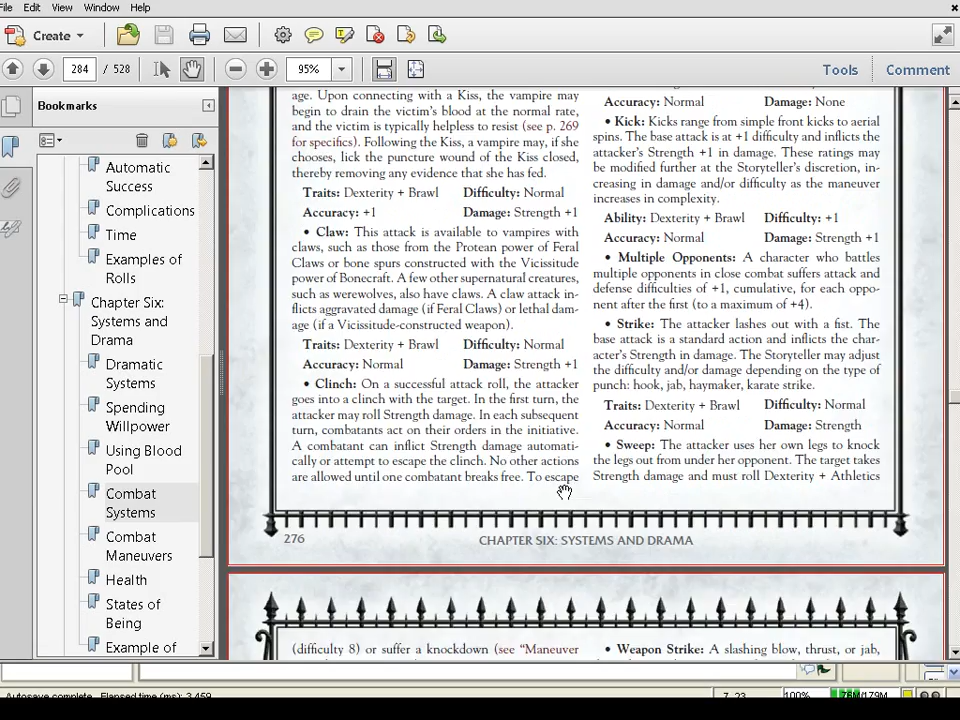 File Edit View Window Help
Create
284 / 528
95%
Tools
Comment
Bookmarks
Automatic
Success
Complications
Time
Examples of
Rolls
Chapter Six:
Systems and
Drama
Dramatic
Systems
Spending
Willpower
Using Blood
Pool
Combat
Systems
Combat
Maneuvers
Health
States of
Being
Example of
age. Upon connecting with a Kiss, the vampire may
begin to drain the victim's blood at the normal rate,
and the victim is typically helpless to resist (see p. 269
for specifics). Following the Kiss, a vampire may, if she
chooses, lick the puncture wound of the Kiss closed,
thereby removing any evidence that she has fed.
Traits: Dexterity + Brawl Difficulty: Normal
Accuracy: +1 Damage: Strength +1
• Claw: This attack is available to vampires with
claws, such as those from the Protean power of Feral
Claws or bone spurs constructed with the Vicissitude
power of Bonecraft. A few other supernatural creatures,
such as werewolves, also have claws. A claw attack in-
flicts aggravated damage (if Feral Claws) or lethal dam-
age (if a Vicissitude-constructed weapon).
Traits: Dexterity + Brawl Difficulty: Normal
Accuracy: Normal Damage: Strength +1
• Clinch: On a successful attack roll, the attacker
goes into a clinch with the target. In the first turn, the
attacker may roll Strength damage. In each subsequent
turn, combatants act on their orders in the initiative.
A combatant can inflict Strength damage automati-
cally or attempt to escape the clinch. No other actions
are allowed until one combatant breaks free. To escape
Accuracy: Normal Damage: None
• Kick: Kicks range from simple front kicks to aerial
spins. The base attack is at +1 difficulty and inflicts the
attacker's Strength +1 in damage. These ratings may
be modified further at the Storyteller's discretion, in-
creasing in damage and/or difficulty as the maneuver
increases in complexity.
Ability: Dexterity + Brawl Difficulty: +1
Accuracy: Normal Damage: Strength +1
• Multiple Opponents: A character who battles
multiple opponents in close combat suffers attack and
defense difficulties of +1, cumulative, for each oppo-
nent after the first (to a maximum of +4).
• Strike: The attacker lashes out with a fist. The
base attack is a standard action and inflicts the char-
acter's Strength in damage. The Storyteller may adjust
the difficulty and/or damage depending on the type of
punch: hook, jab, haymaker, karate strike.
Traits: Dexterity + Brawl Difficulty: Normal
Accuracy: Normal Damage: Strength
• Sweep: The attacker uses her own legs to knock
the legs out from under her opponent. The target takes
Strength damage and must roll Dexterity + Athletics
276
CHAPTER SIX: SYSTEMS AND DRAMA
(difficulty 8) or suffer a knockdown (see “Maneuver
• Weapon Strike: A slashing blow, thrust, or jab,
Autosave complete. Elapsed time (ms): 3,459
7, 23 100% 76M/179M